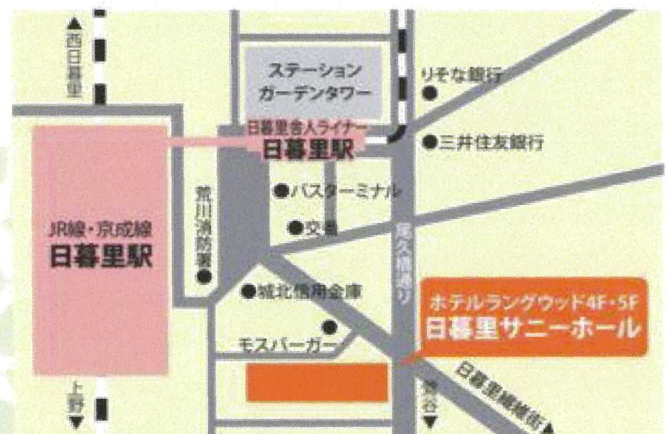 ▲西日暮里
ステーション
ガーデンタワー
りそな銀行
日暮里舎人ライナー
日暮里駅
三井住友銀行
バスターミナル
荒川消防署
交番
JR線・京成線
日暮里駅
尾久橋通り
城北信用金庫
ホテルラングウッド4F・5F
日暮里サニーホール
モスバーガー
日暮里繊維街▶
上野▼
鶯谷▼